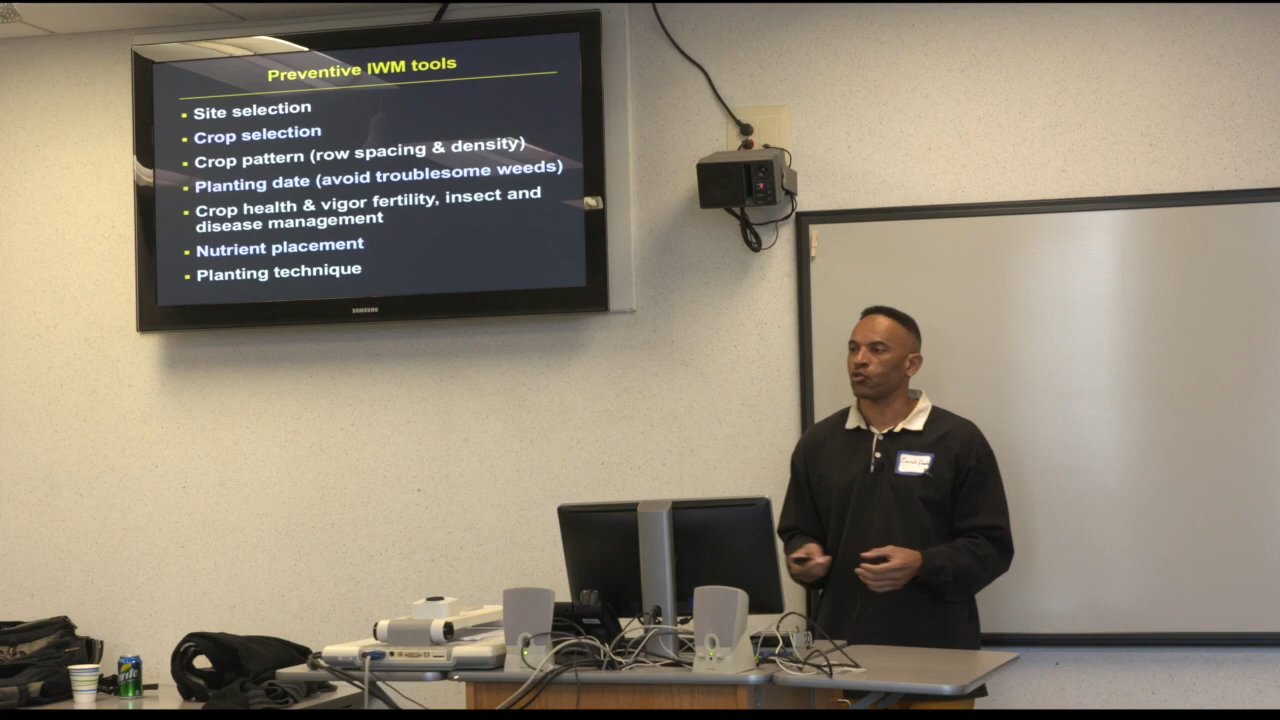 Preventive IWM tools
▪ Site selection
▪ Crop selection
▪ Crop pattern (row spacing & density)
▪ Planting date (avoid troublesome weeds)
▪ Crop health & vigor fertility, insect and
disease management
▪ Nutrient placement
▪ Planting technique
SAMSUNG